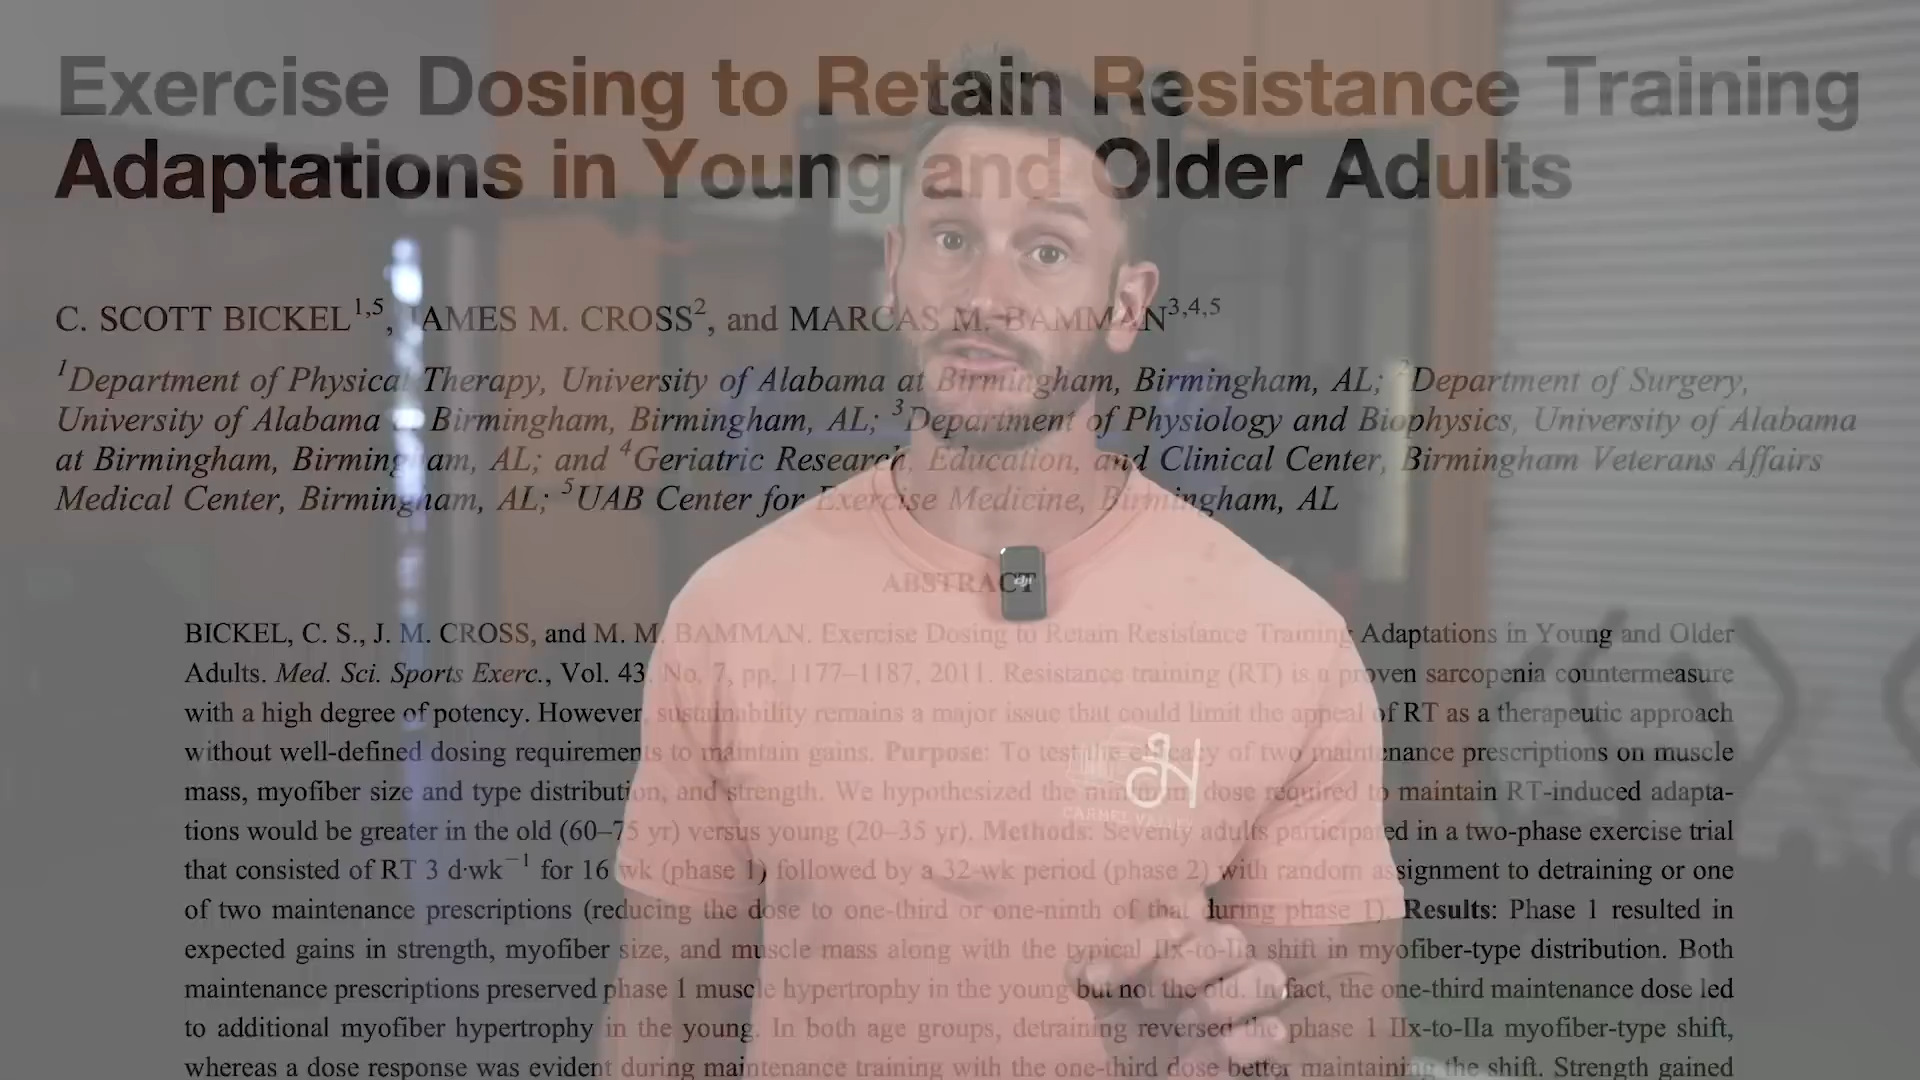 Exercise Dosing to Retain Resistance Training
Adaptations in Young and Older Adults
C. SCOTT BICKEL1,5, JAMES M. CROSS2, and MARCAS M. BAMMAN3,4,5
1Department of Physical Therapy, University of Alabama at Birmingham, Birmingham, AL; 2Department of Surgery,
University of Alabama at Birmingham, Birmingham, AL; 3Department of Physiology and Biophysics, University of Alabama
at Birmingham, Birmingham, AL; and 4Geriatric Research, Education, and Clinical Center, Birmingham Veterans Affairs
Medical Center, Birmingham, AL; 5UAB Center for Exercise Medicine, Birmingham, AL
ABSTRACT
BICKEL, C. S., J. M. CROSS, and M. M. BAMMAN. Exercise Dosing to Retain Resistance Training Adaptations in Young and Older
Adults. Med. Sci. Sports Exerc., Vol. 43, No. 7, pp. 1177–1187, 2011. Resistance training (RT) is a proven sarcopenia countermeasure
with a high degree of potency. However, sustainability remains a major issue that could limit the appeal of RT as a therapeutic approach
without well-defined dosing requirements to maintain gains. Purpose: To test the efficacy of two maintenance prescriptions on muscle
mass, myofiber size and type distribution, and strength. We hypothesized the minimum dose required to maintain RT-induced adapta-
tions would be greater in the old (60–75 yr) versus young (20–35 yr). Methods: Seventy adults participated in a two-phase exercise trial
that consisted of RT 3 d·wk−1 for 16 wk (phase 1) followed by a 32-wk period (phase 2) with random assignment to detraining or one
of two maintenance prescriptions (reducing the dose to one-third or one-ninth of that during phase 1). Results: Phase 1 resulted in
expected gains in strength, myofiber size, and muscle mass along with the typical IIx-to-IIa shift in myofiber-type distribution. Both
maintenance prescriptions preserved phase 1 muscle hypertrophy in the young but not the old. In fact, the one-third maintenance dose led
to additional myofiber hypertrophy in the young. In both age groups, detraining reversed the phase 1 IIx-to-IIa myofiber-type shift,
whereas a dose response was evident during maintenance training with the one-third dose better maintaining the shift. Strength gained
dji
CARMEL VALLEY